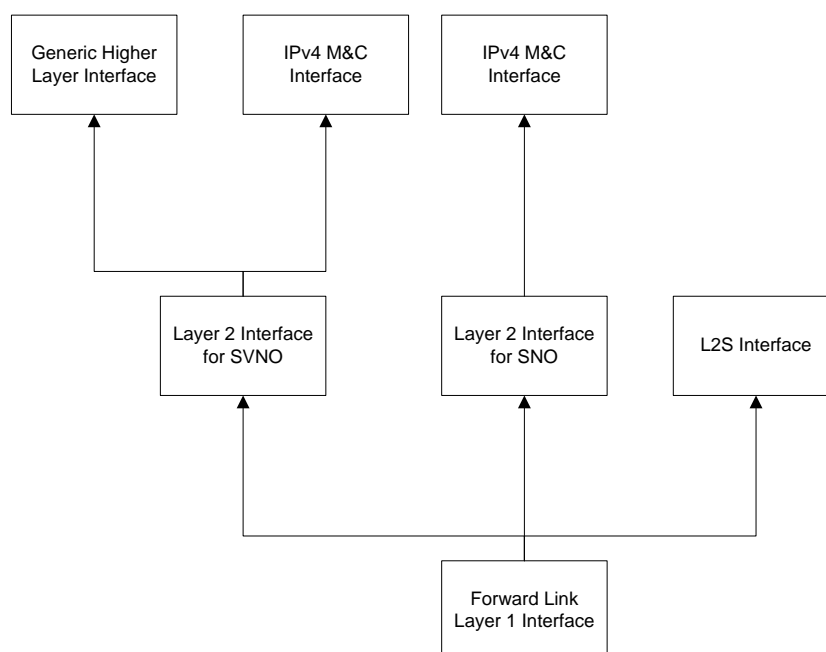 Generic Higher
Layer Interface
IPv4 M&C
Interface
IPv4 M&C
Interface
Layer 2 Interface
for SVNO
Layer 2 Interface
for SNO
L2S Interface
Forward Link
Layer 1 Interface